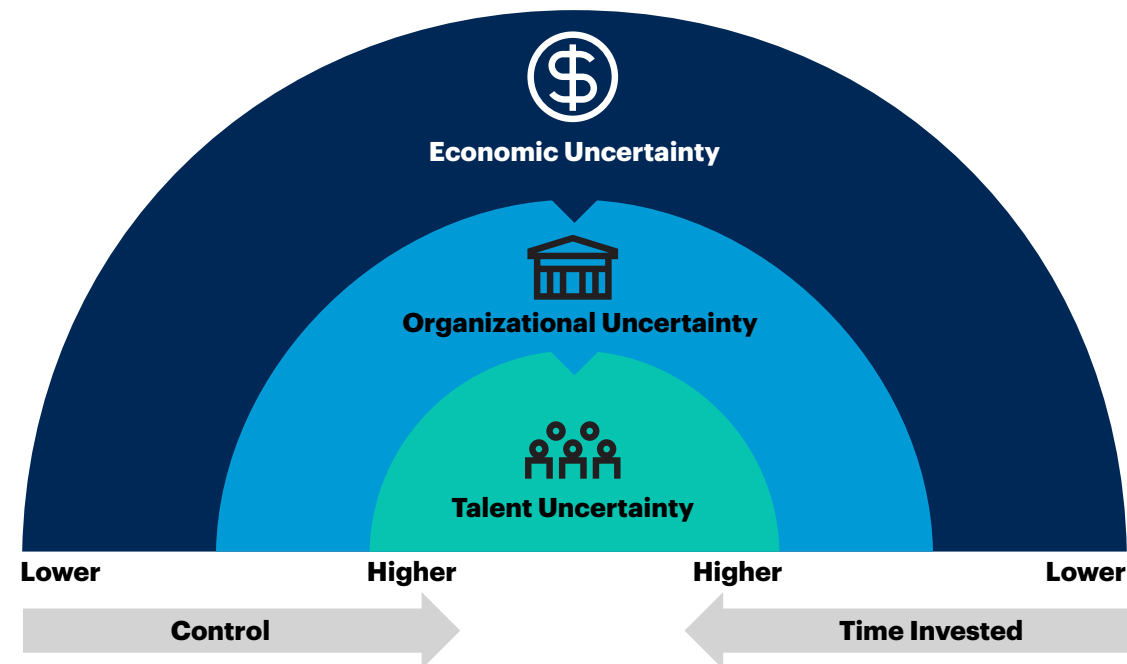 Economic Uncertainty
Organizational Uncertainty
Talent Uncertainty
Lower Higher Higher Lower
Control Time Invested